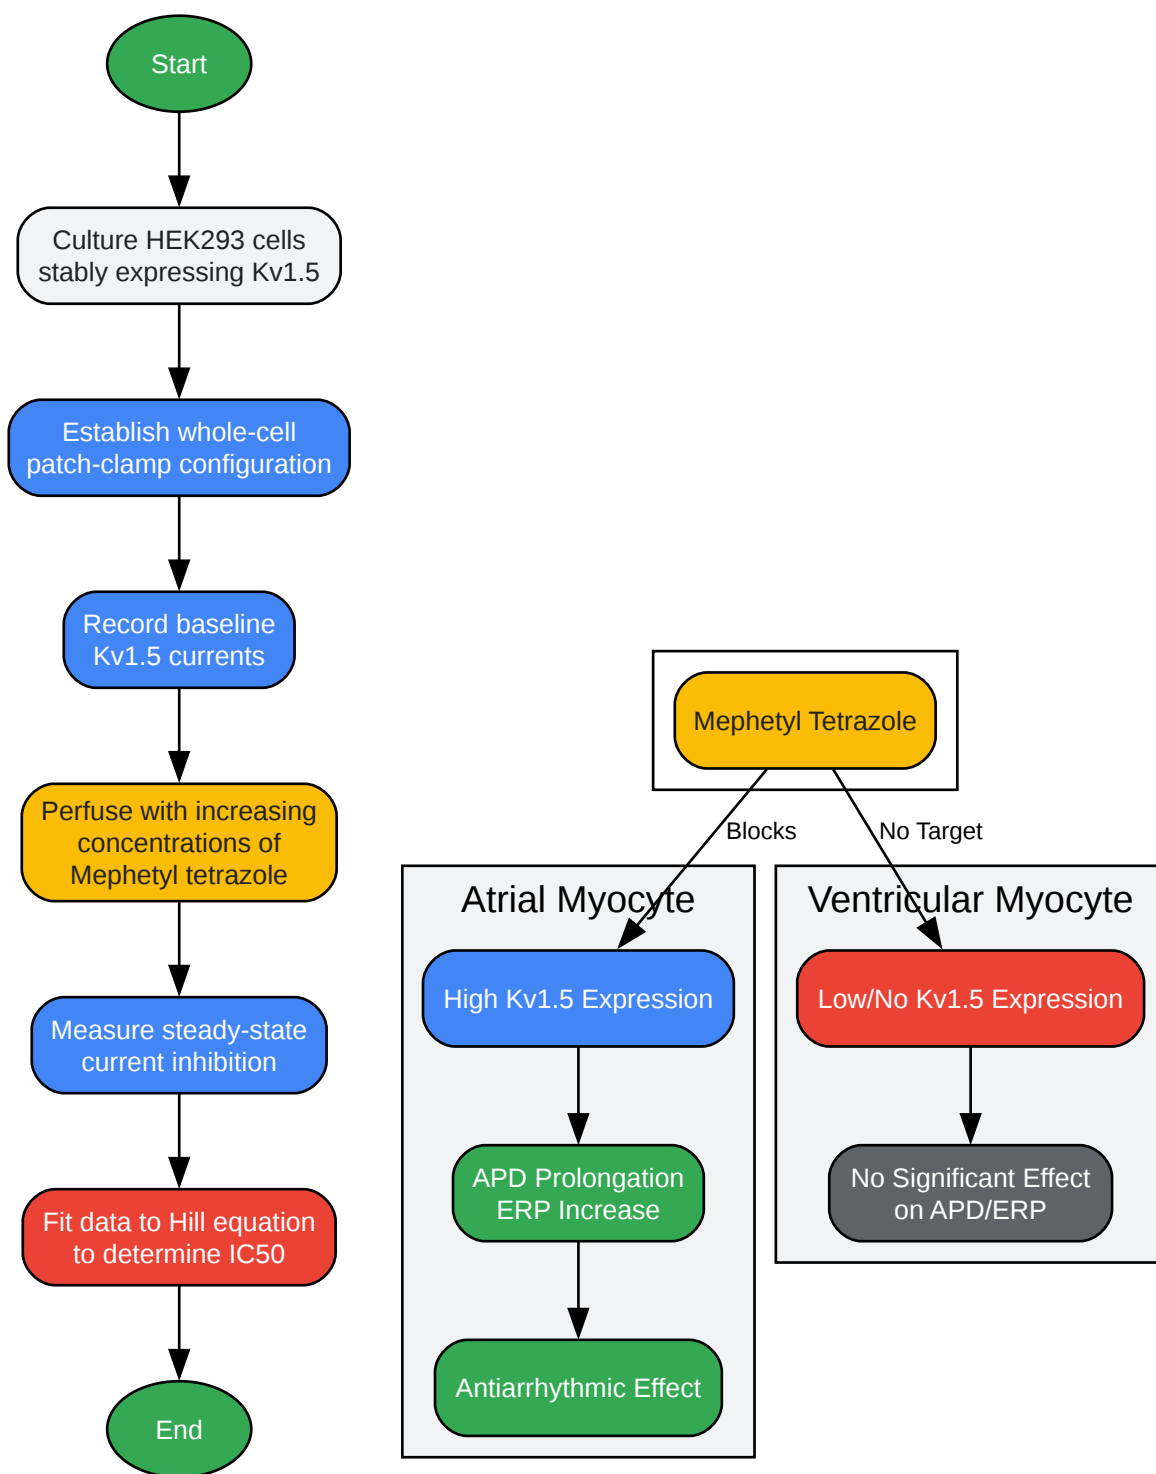 Start
Culture HEK293 cells
stably expressing Kv1.5
Establish whole-cell
patch-clamp configuration
Record baseline
Kv1.5 currents
Perfuse with increasing
concentrations of
Mephetyl tetrazole
Measure steady-state
current inhibition
Fit data to Hill equation
to determine IC50
End
Mephetyl Tetrazole
Blocks
No Target
Atrial Myocyte
High Kv1.5 Expression
APD Prolongation
ERP Increase
Antiarrhythmic Effect
Ventricular Myocyte
Low/No Kv1.5 Expression
No Significant Effect
on APD/ERP